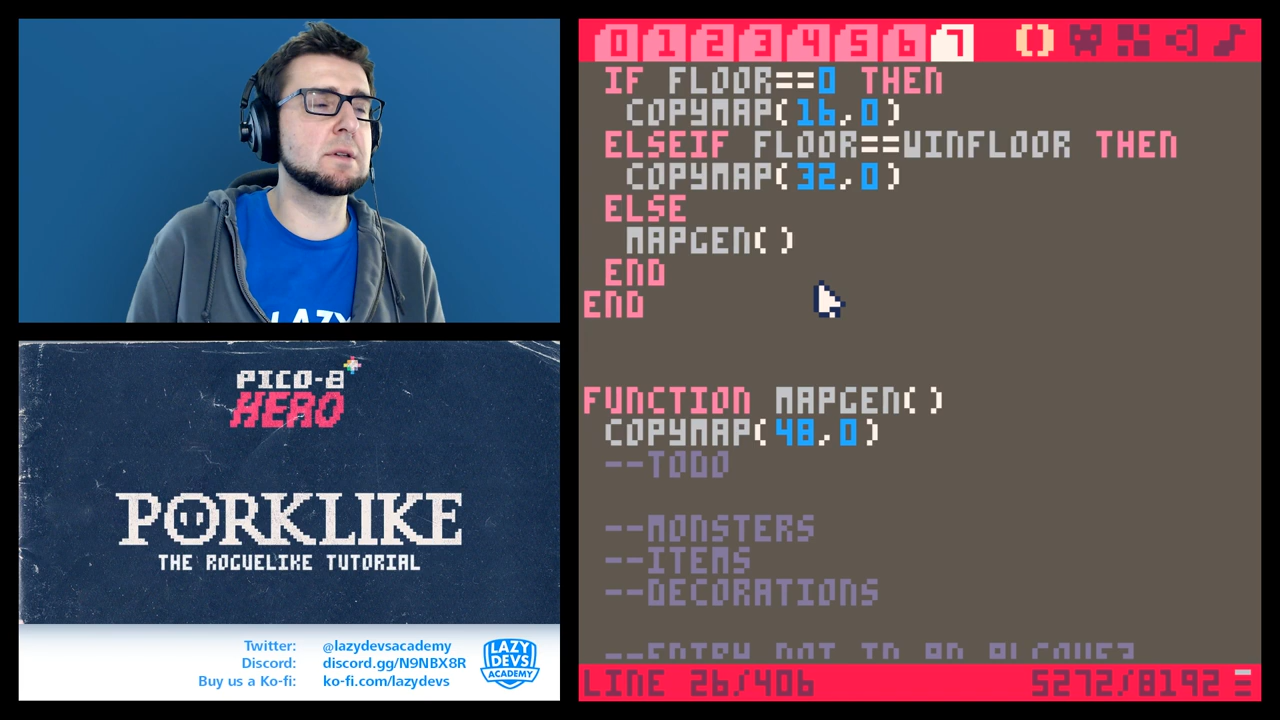 LAZY
PICO-8
HERO
PORKLIKE
THE ROGUELIKE TUTORIAL
Twitter: @lazydevsacademy
Discord: discord.gg/N9NBX8R
Buy us a Ko-fi: ko-fi.com/lazydevs
LAZY
DEVS
ACADEMY
0 1 2 3 4 5 6 7
IF FLOOR==0 THEN
COPYMAP(16,0)
ELSEIF FLOOR==WINFLOOR THEN
COPYMAP(32,0)
ELSE
MAPGEN()
END
END
FUNCTION MAPGEN()
COPYMAP(48,0)
--TODO
--MONSTERS
--ITEMS
--DECORATIONS
LINE 26/406
5272/8192